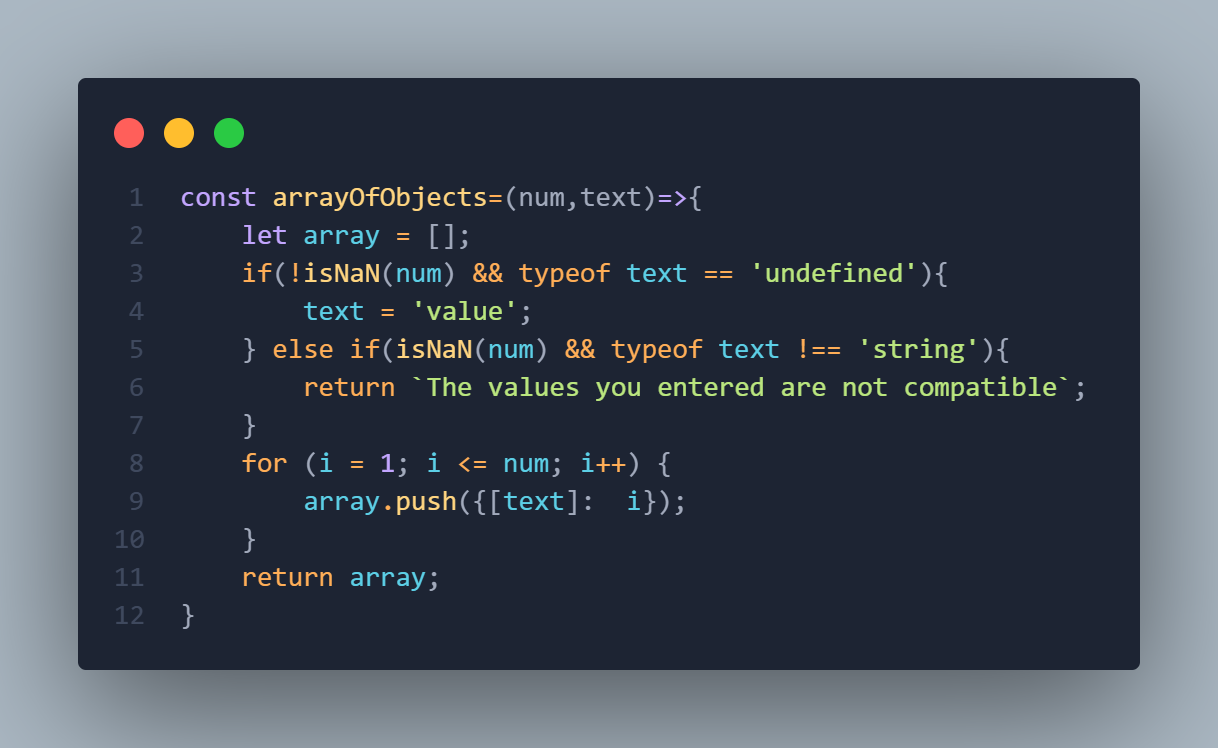 1 const arrayOfObjects=(num,text)=>{
2     let array = [];
3     if(!isNaN(num) && typeof text == 'undefined'){
4         text = 'value';
5     } else if(isNaN(num) && typeof text !== 'string'){
6         return `The values you entered are not compatible`;
7     }
8     for (i = 1; i <= num; i++) {
9         array.push({[text]:  i});
10     }
11     return array;
12 }